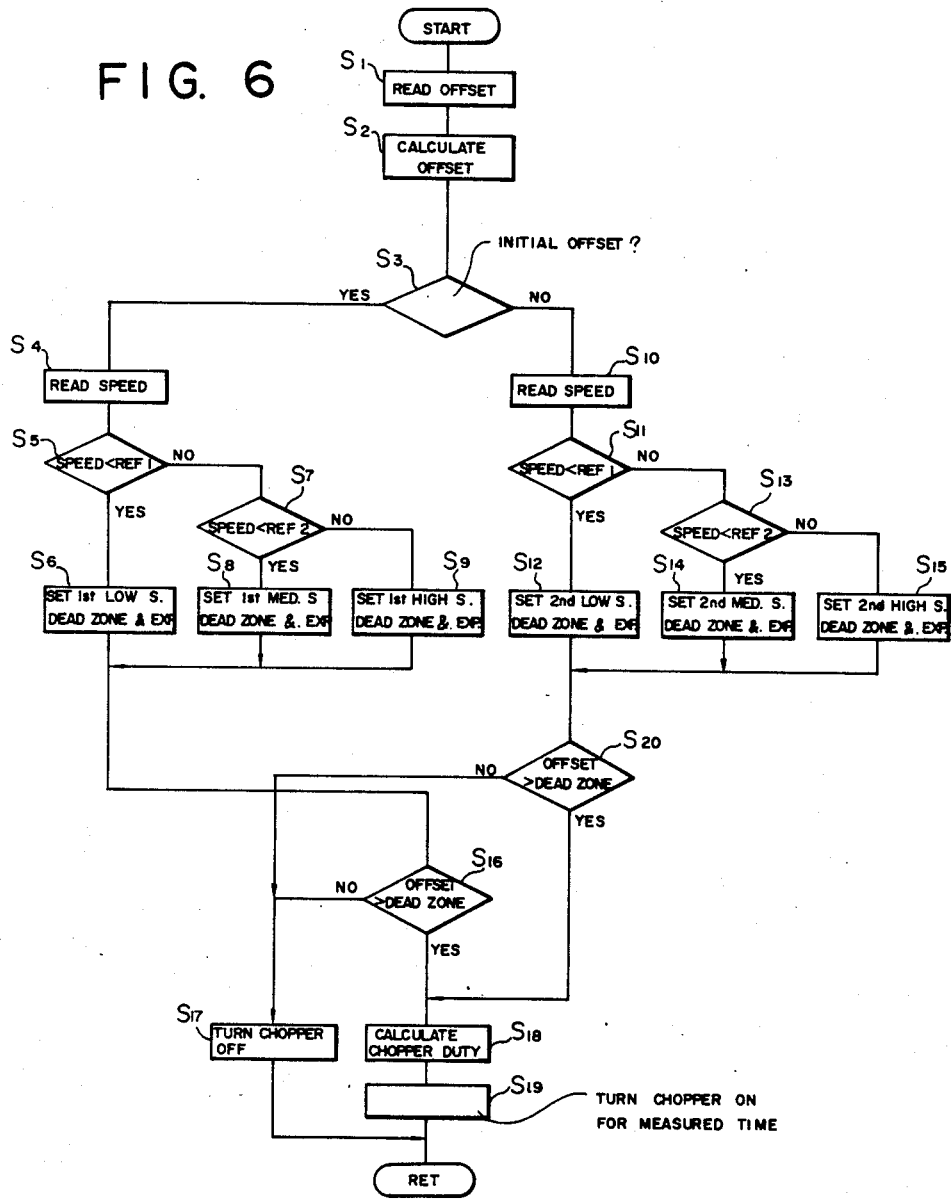 START
FIG. 6
S1
READ OFFSET
S2
CALCULATE
OFFSET
INITIAL OFFSET ?
S3
YES
NO
S4
READ SPEED
S10
READ SPEED
S5
SPEED<REF 1
NO
YES
S7
SPEED<REF 2
NO
YES
S11
SPEED<REF 1
NO
YES
S13
SPEED<REF 2
NO
YES
S6
SET 1st LOW S.
DEAD ZONE & EXP.
S8
SET 1st MED. S
DEAD ZONE &. EXP.
S9
SET 1st HIGH S.
DEAD ZONE &. EXP.
S12
SET 2nd LOW S.
DEAD ZONE & EXP.
S14
SET 2nd MED. S.
DEAD ZONE &. EXP.
S15
SET 2nd HIGH S.
DEAD ZONE &. EXP.
S20
OFFSET
>DEAD ZONE
NO
YES
S16
OFFSET
>DEAD ZONE
NO
YES
S17
TURN CHOPPER
OFF
S18
CALCULATE
CHOPPER DUTY
S19
TURN CHOPPER ON
FOR MEASURED TIME
RET